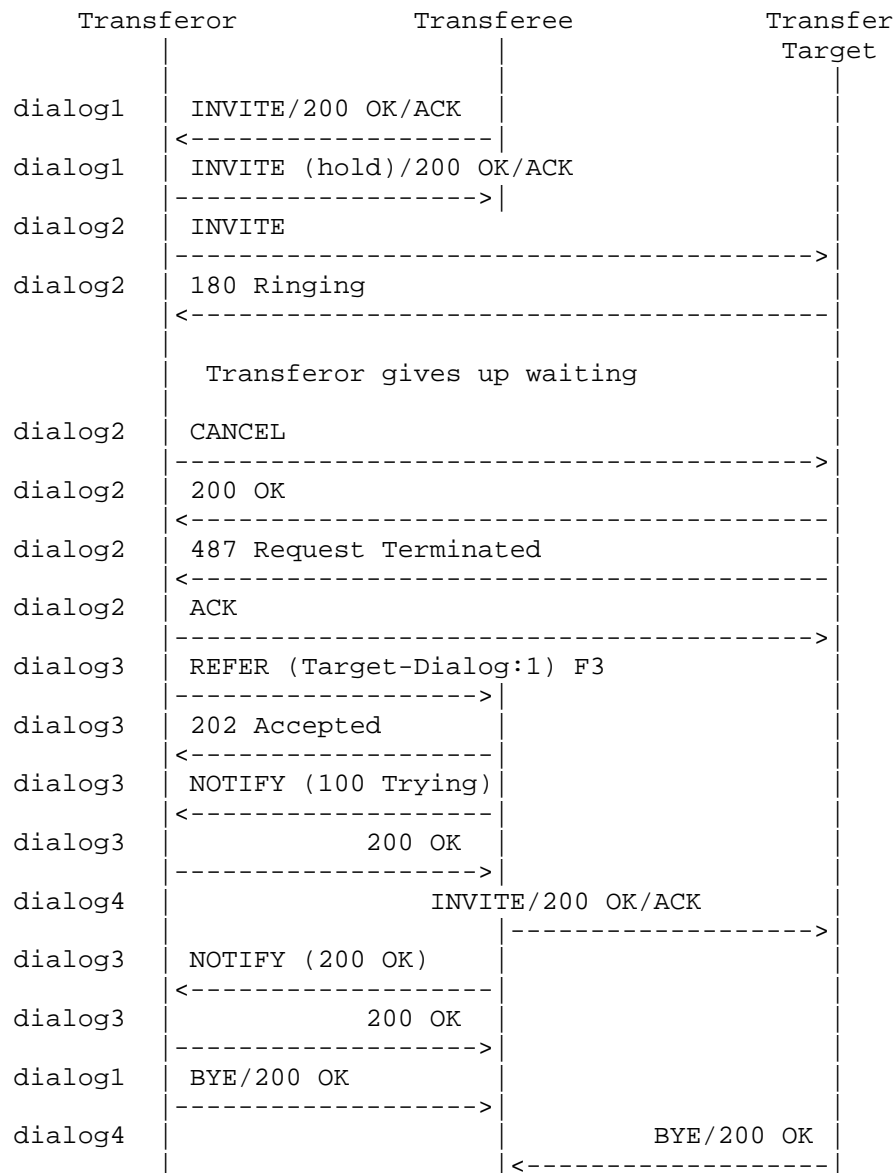 Transferor Transferee Transfer
Target
dialog1 INVITE/200 OK/ACK
dialog1 INVITE (hold)/200 OK/ACK
dialog2 INVITE
dialog2 180 Ringing
Transferor gives up waiting
dialog2 CANCEL
dialog2 200 OK
dialog2 487 Request Terminated
dialog2 ACK
dialog3 REFER (Target-Dialog:1) F3
dialog3 202 Accepted
dialog3 NOTIFY (100 Trying)
dialog3 200 OK
dialog4 INVITE/200 OK/ACK
dialog3 NOTIFY (200 OK)
dialog3 200 OK
dialog1 BYE/200 OK
dialog4 BYE/200 OK